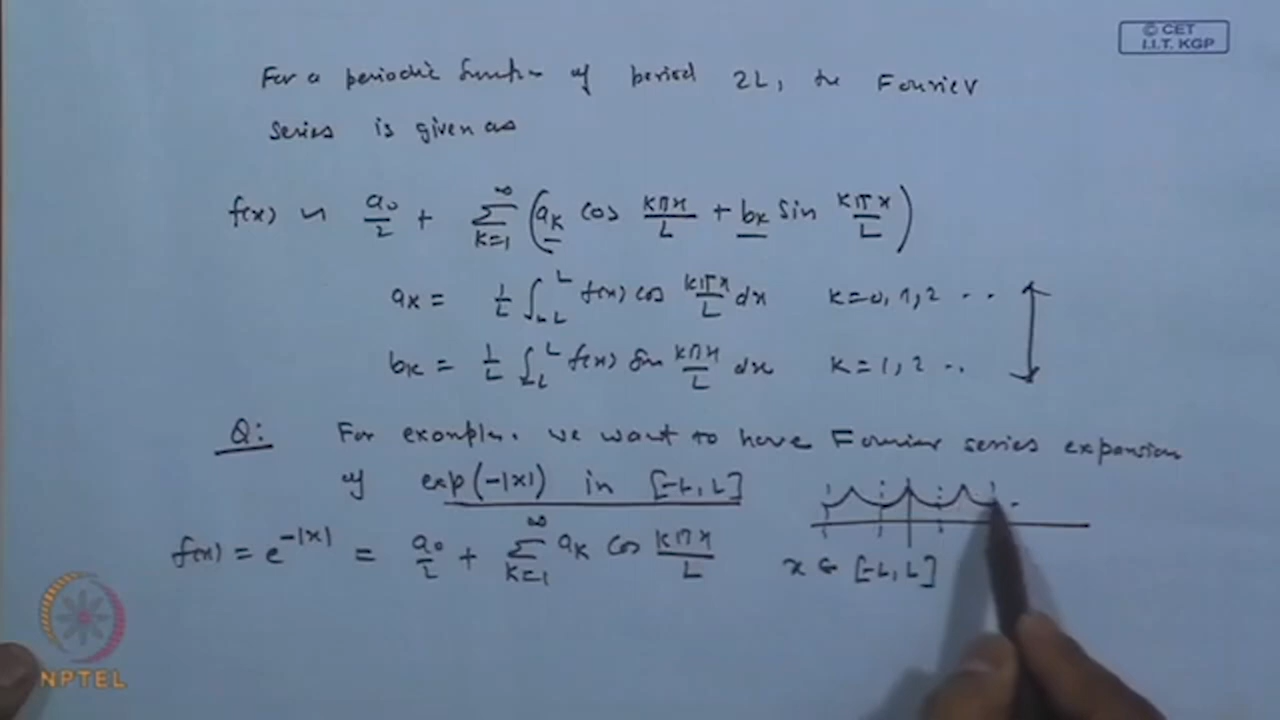 © CET
I.I.T. KGP
For a periodic function of period 2L, the Fourier
series is given as
f(x) ~ a₀/2 + ∑_{k=1}^{∞} (a_k cos kπx/L + b_k sin kπx/L)
a_k = 1/L ∫_{-L}^{L} f(x) cos kπx/L dx    k=0,1,2 ...
b_k = 1/L ∫_{-L}^{L} f(x) sin kπx/L dx    k=1,2 ..
Q: For example. we want to have Fourier series expansion
of exp(-|x|) in [-L, L]
f(x) = e^{-|x|} = a₀/2 + ∑_{k=1}^{∞} a_k cos kπx/L    x ∈ [-L, L]
NPTEL